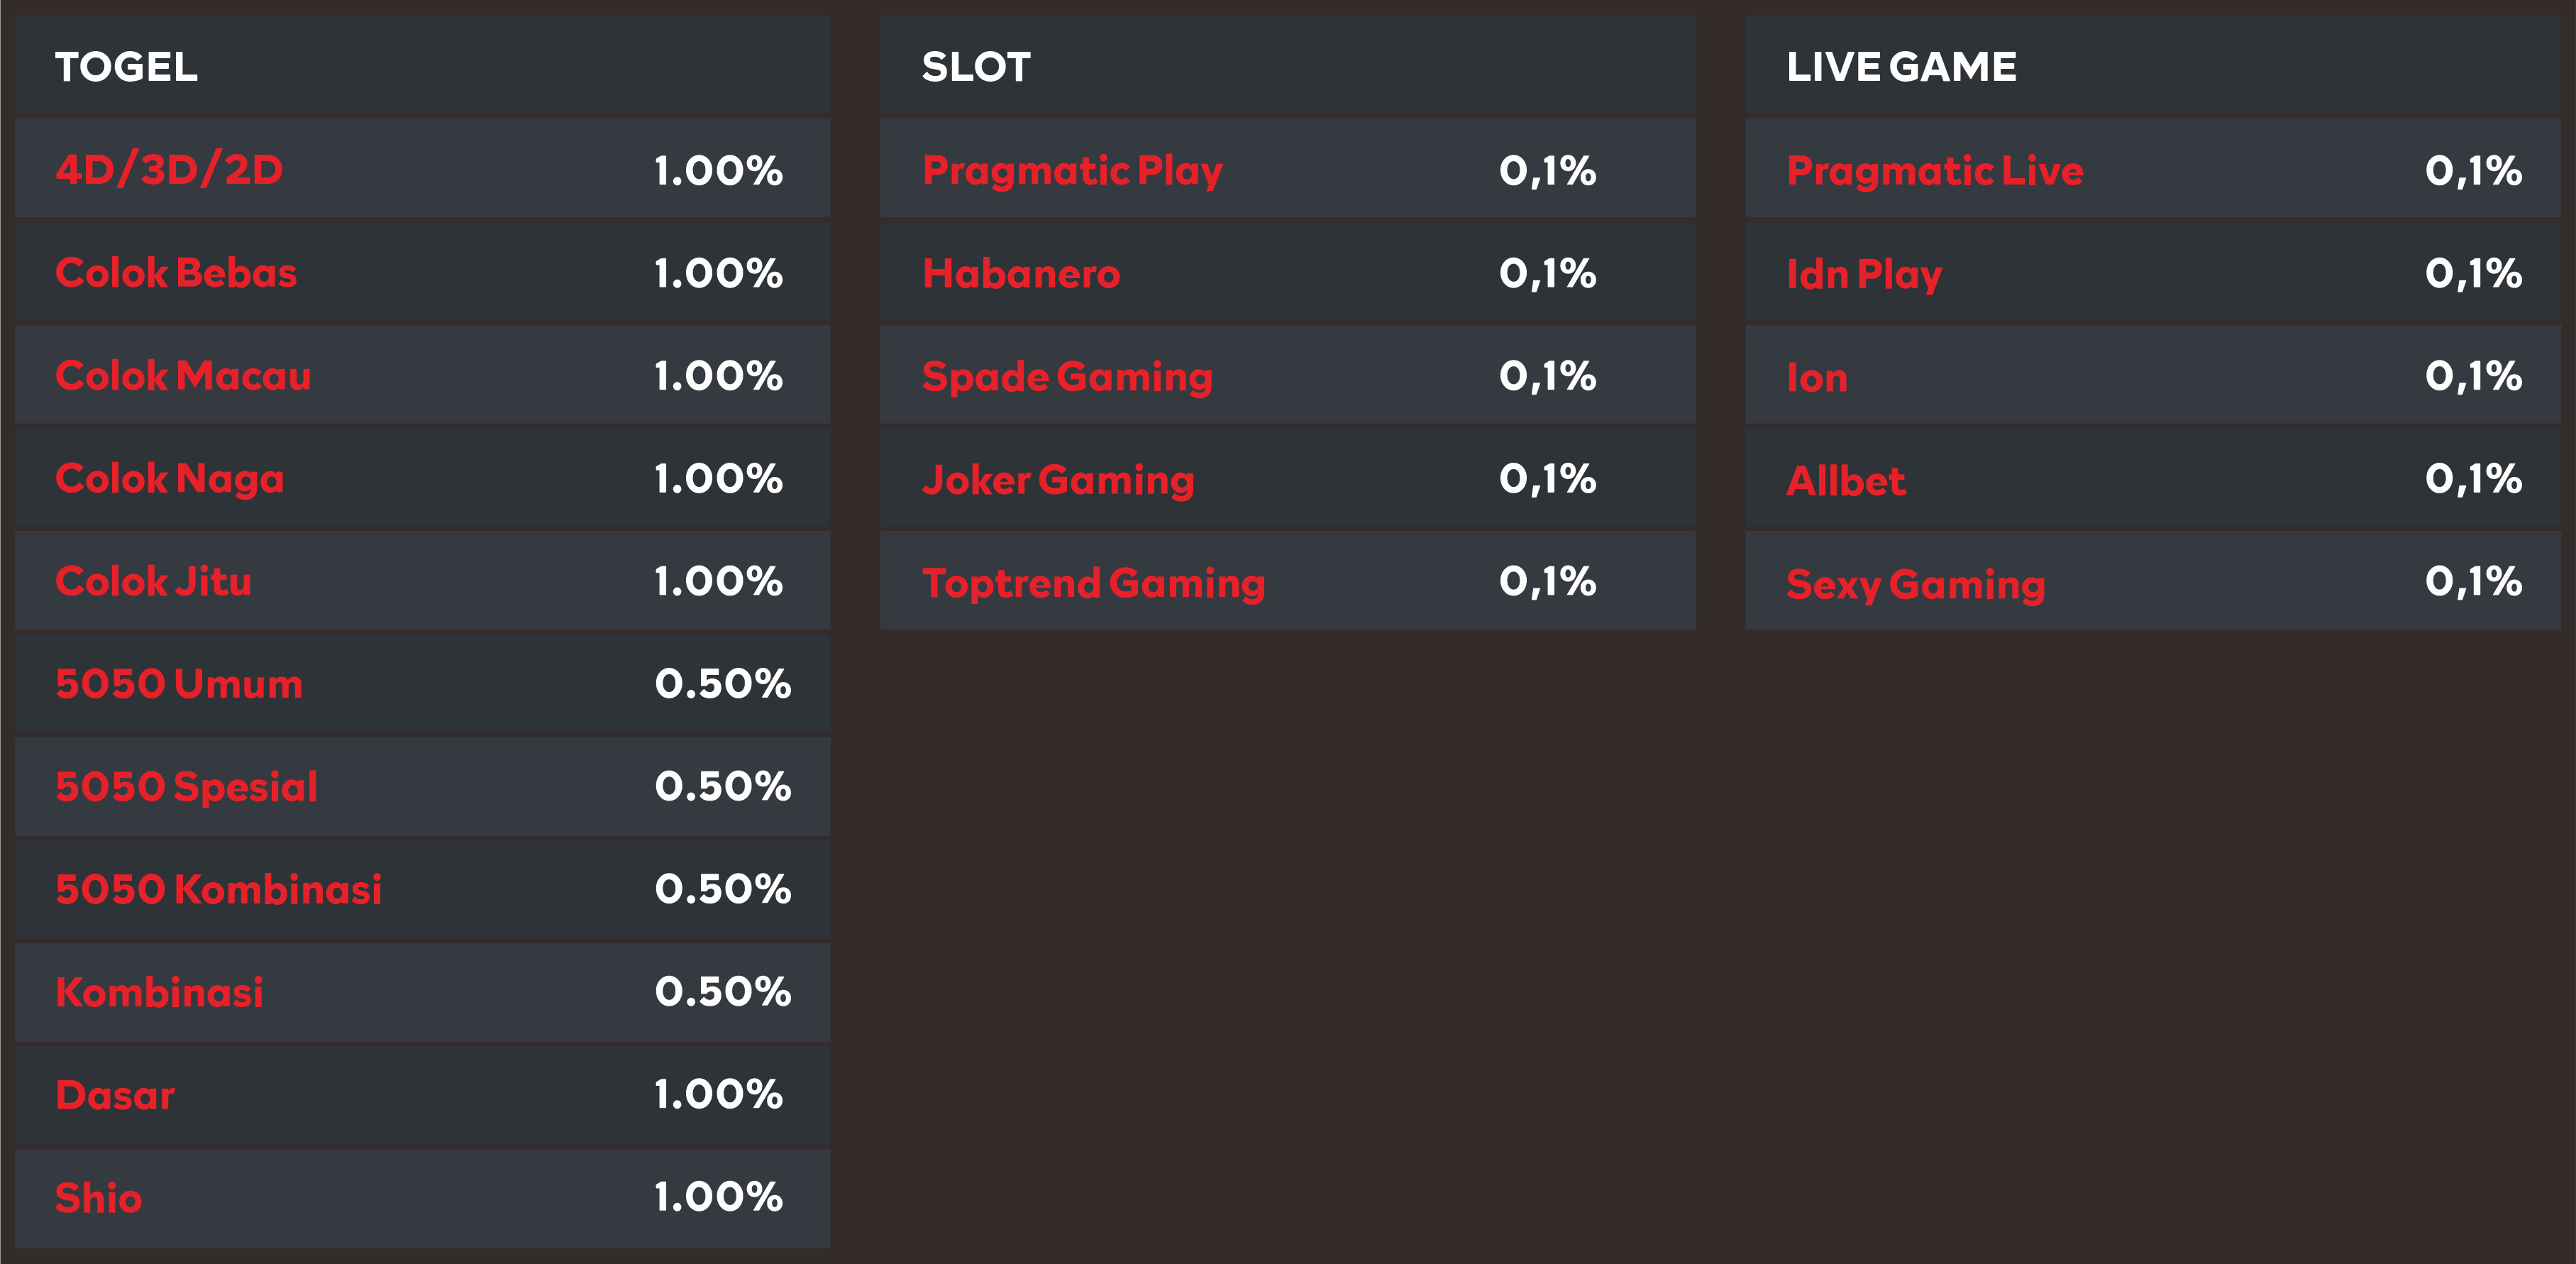 TOGEL
4D/3D/2D 1.00%
Colok Bebas 1.00%
Colok Macau 1.00%
Colok Naga 1.00%
Colok Jitu 1.00%
5050 Umum 0.50%
5050 Spesial 0.50%
5050 Kombinasi 0.50%
Kombinasi 0.50%
Dasar 1.00%
Shio 1.00%
SLOT
Pragmatic Play 0,1%
Habanero 0,1%
Spade Gaming 0,1%
Joker Gaming 0,1%
Toptrend Gaming 0,1%
LIVE GAME
Pragmatic Live 0,1%
Idn Play 0,1%
Ion 0,1%
Allbet 0,1%
Sexy Gaming 0,1%